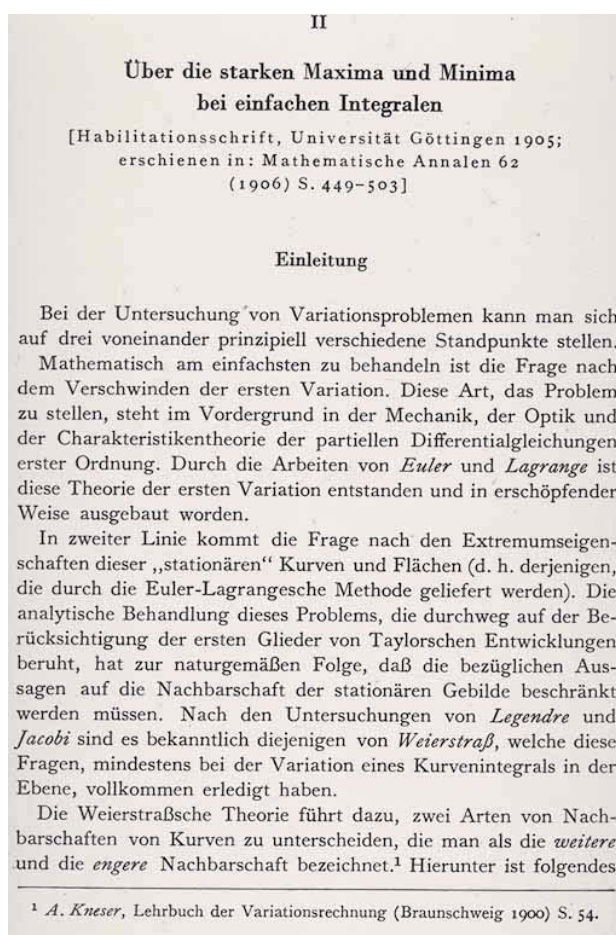 II
Über die starken Maxima und Minima
bei einfachen Integralen
[Habilitationsschrift, Universität Göttingen 1905;
erschienen in: Mathematische Annalen 62
(1906) S. 449–503]
Einleitung
Bei der Untersuchung von Variationsproblemen kann man sich
auf drei voneinander prinzipiell verschiedene Standpunkte stellen.
Mathematisch am einfachsten zu behandeln ist die Frage nach
dem Verschwinden der ersten Variation. Diese Art, das Problem
zu stellen, steht im Vordergrund in der Mechanik, der Optik und
der Charakteristikentheorie der partiellen Differentialgleichungen
erster Ordnung. Durch die Arbeiten von Euler und Lagrange ist
diese Theorie der ersten Variation entstanden und in erschöpfender
Weise ausgebaut worden.
In zweiter Linie kommt die Frage nach den Extremumseigen-
schaften dieser „stationären“ Kurven und Flächen (d. h. derjenigen,
die durch die Euler-Lagrangesche Methode geliefert werden). Die
analytische Behandlung dieses Problems, die durchweg auf der Be-
rücksichtigung der ersten Glieder von Taylorschen Entwicklungen
beruht, hat zur naturgemäßen Folge, daß die bezüglichen Aus-
sagen auf die Nachbarschaft der stationären Gebilde beschränkt
werden müssen. Nach den Untersuchungen von Legendre und
Jacobi sind es bekanntlich diejenigen von Weierstraß, welche diese
Fragen, mindestens bei der Variation eines Kurvenintegrals in der
Ebene, vollkommen erledigt haben.
Die Weierstraßsche Theorie führt dazu, zwei Arten von Nach-
barschaften von Kurven zu unterscheiden, die man als die weitere
und die engere Nachbarschaft bezeichnet.¹ Hierunter ist folgendes
¹ A. Kneser, Lehrbuch der Variationsrechnung (Braunschweig 1900) S. 54.